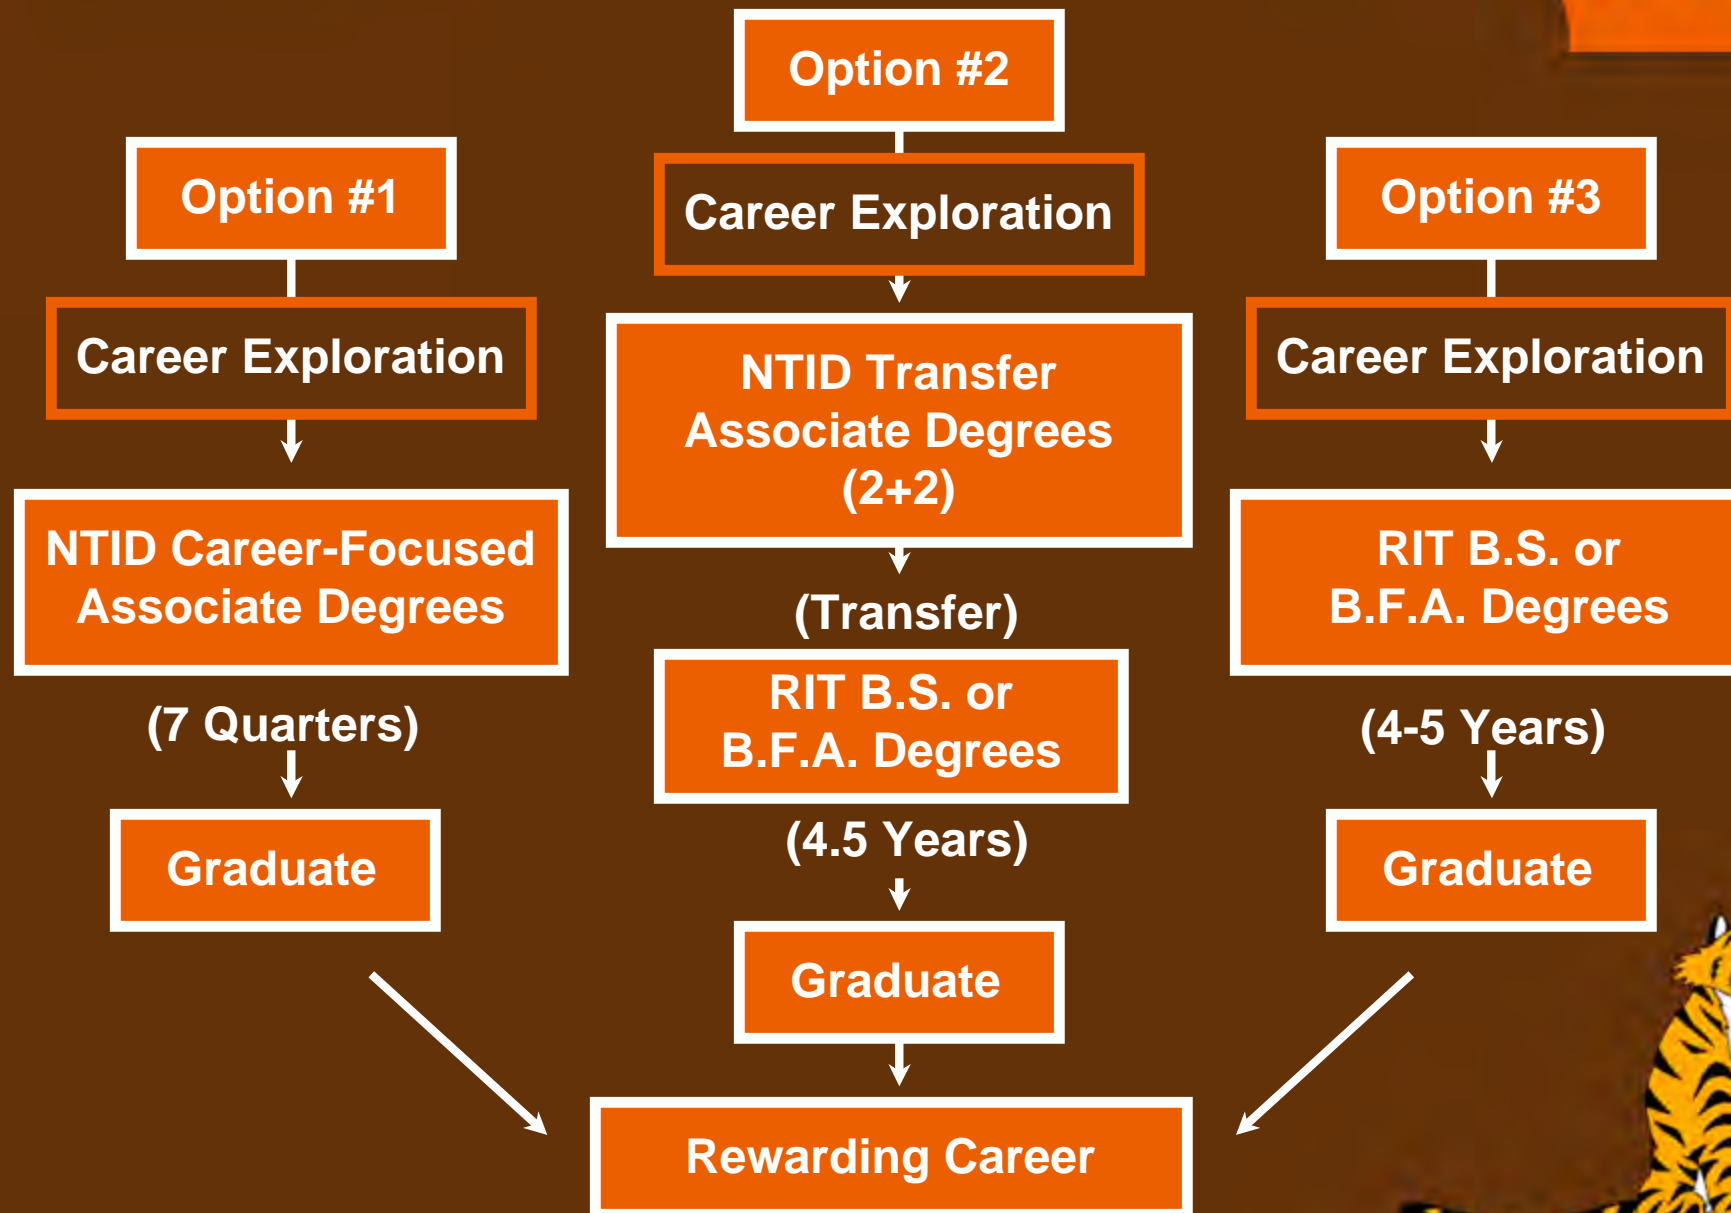 Option #1
Career Exploration
NTID Career-Focused
Associate Degrees
(7 Quarters)
Graduate
Option #2
Career Exploration
NTID Transfer
Associate Degrees
(2+2)
(Transfer)
RIT B.S. or
B.F.A. Degrees
(4.5 Years)
Graduate
Option #3
Career Exploration
RIT B.S. or
B.F.A. Degrees
(4-5 Years)
Graduate
Rewarding Career